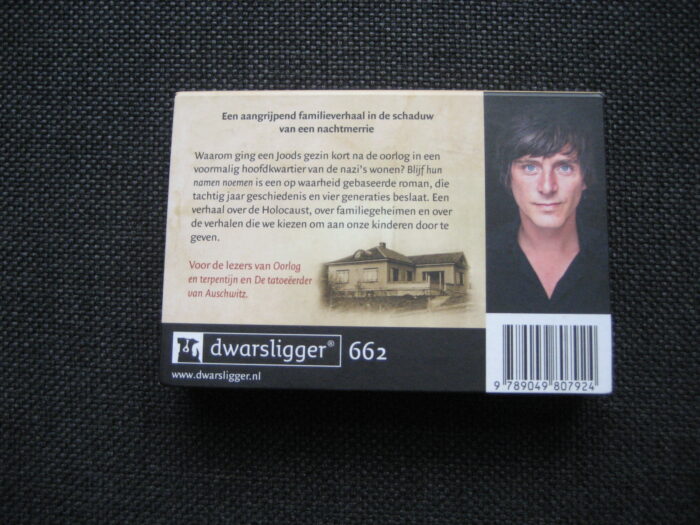 Een aangrijpend familieverhaal in de schaduw
van een nachtmerrie
Waarom ging een Joods gezin kort na de oorlog in een
voormalig hoofdkwartier van de nazi's wonen? Blijf hun
namen noemen is een op waarheid gebaseerde roman, die
tachtig jaar geschiedenis en vier generaties beslaat. Een
verhaal over de Holocaust, over familiegeheimen en over
de verhalen die we kiezen om aan onze kinderen door te
geven.
Voor de lezers van Oorlog
en terpentijn en De tatoeëerder
van Auschwitz.
dwarsligger® 662
www.dwarsligger.nl
9 789049 807924